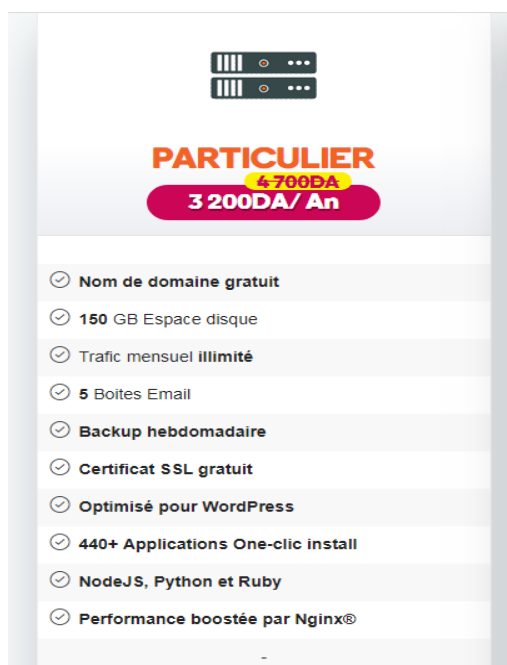 PARTICULIER
4 700DA
3 200DA/ An
Nom de domaine gratuit
150 GB Espace disque
Trafic mensuel illimité
5 Boites Email
Backup hebdomadaire
Certificat SSL gratuit
Optimisé pour WordPress
440+ Applications One-clic install
NodeJS, Python et Ruby
Performance boostée par Nginx®
-